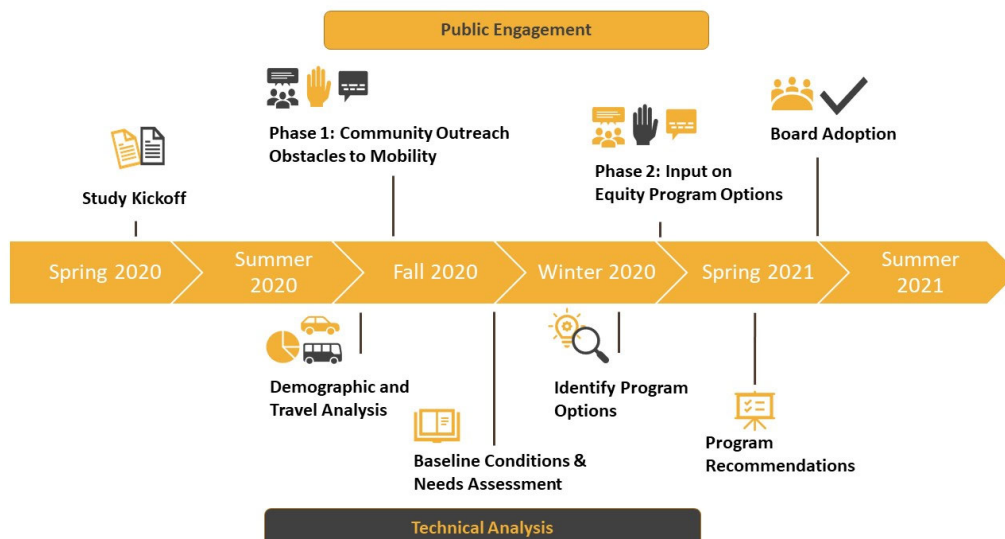 Public Engagement
Phase 1: Community Outreach
Obstacles to Mobility
Board Adoption
Phase 2: Input on
Equity Program Options
Study Kickoff
Spring 2020
Summer
2020
Fall 2020
Winter 2020
Spring 2021
Summer
2021
Demographic and
Travel Analysis
Identify Program
Options
Baseline Conditions &
Needs Assessment
Program
Recommendations
Technical Analysis